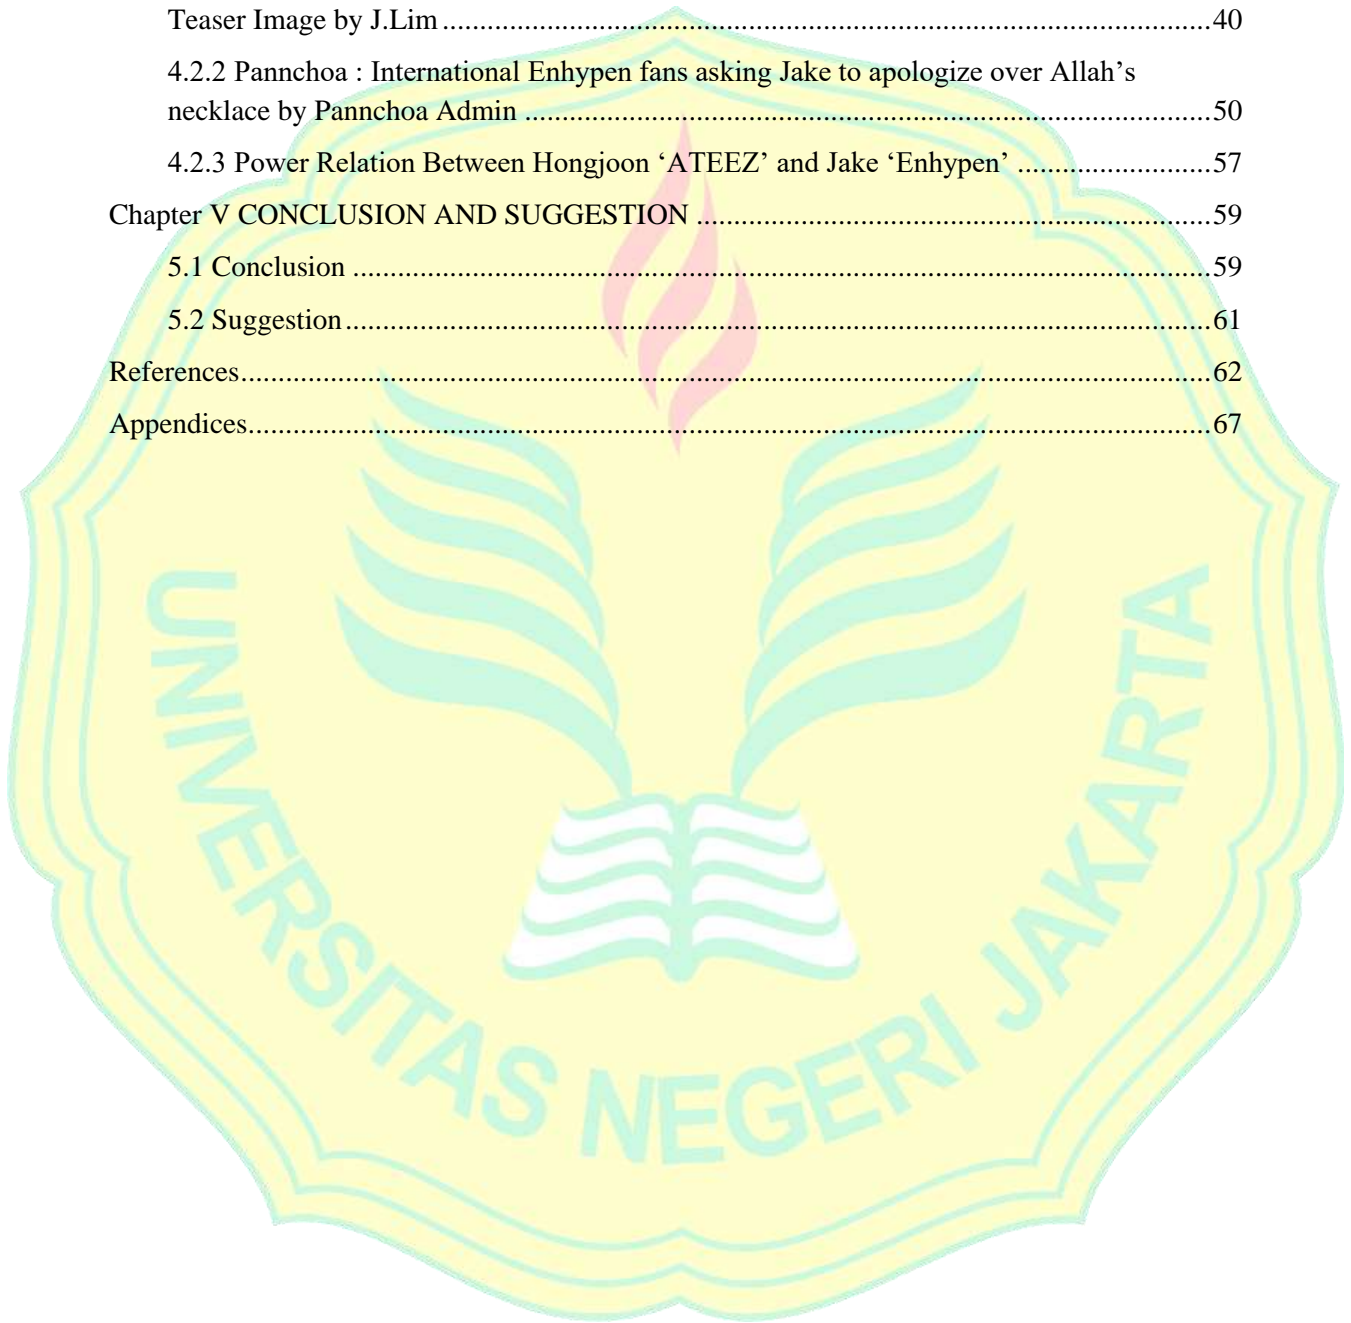 Teaser Image by J.Lim ........................................................................................................40
4.2.2 Pannchoa : International Enhypen fans asking Jake to apologize over Allah’s
necklace by Pannchoa Admin ............................................................................................50
4.2.3 Power Relation Between Hongjoon ‘ATEEZ’ and Jake ‘Enhypen’ ..........................57
Chapter V CONCLUSION AND SUGGESTION ....................................................................59
5.1 Conclusion ....................................................................................................................59
5.2 Suggestion.....................................................................................................................61
References.................................................................................................................................62
Appendices................................................................................................................................67
UNIVERSITAS NEGERI JAKARTA